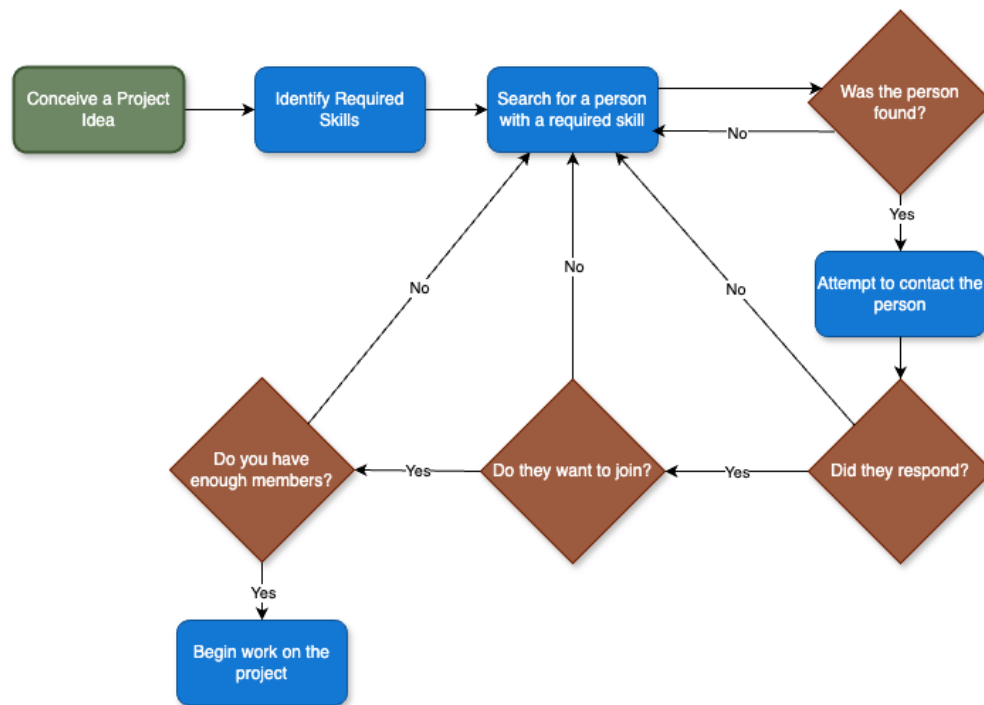 Conceive a Project
Idea
Identify Required
Skills
Search for a person
with a required skill
Was the person
found?
No
Yes
Attempt to contact the
person
No
No
No
Did they respond?
Yes
Do they want to join?
Yes
Do you have
enough members?
Yes
Begin work on the
project